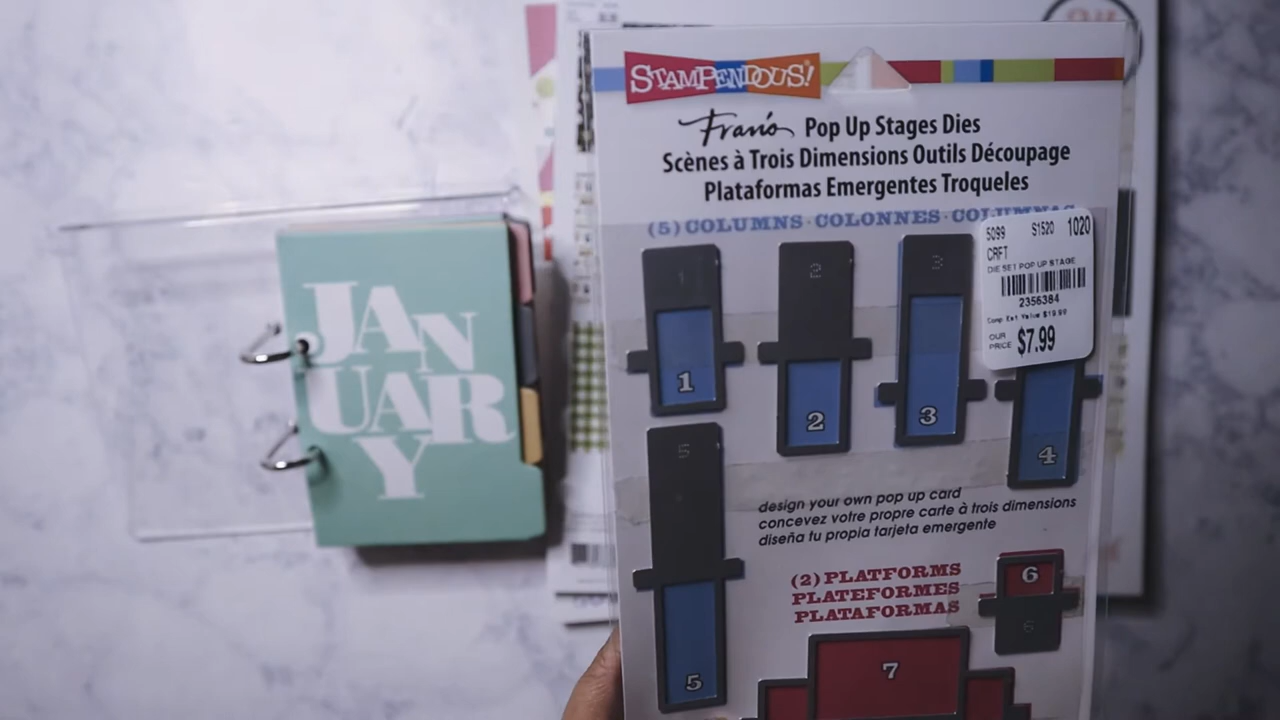 STAMPENDOUS!
Fran's Pop Up Stages Dies
Scènes à Trois Dimensions Outils Découpage
Plataformas Emergentes Troqueles
(5) COLUMNS · COLONNES · COLUMNAS
5099 S1520 1020
CRFT
DIE SET POP UP STAGE
2356384
Comp Est Value $19.99
OUR PRICE $7.99
1
2
3
1
2
3
4
5
design your own pop up card
concevez votre propre carte à trois dimensions
diseña tu propia tarjeta emergente
(2) PLATFORMS
PLATEFORMES
PLATAFORMAS
6
6
7
5
JAN
UAR
Y